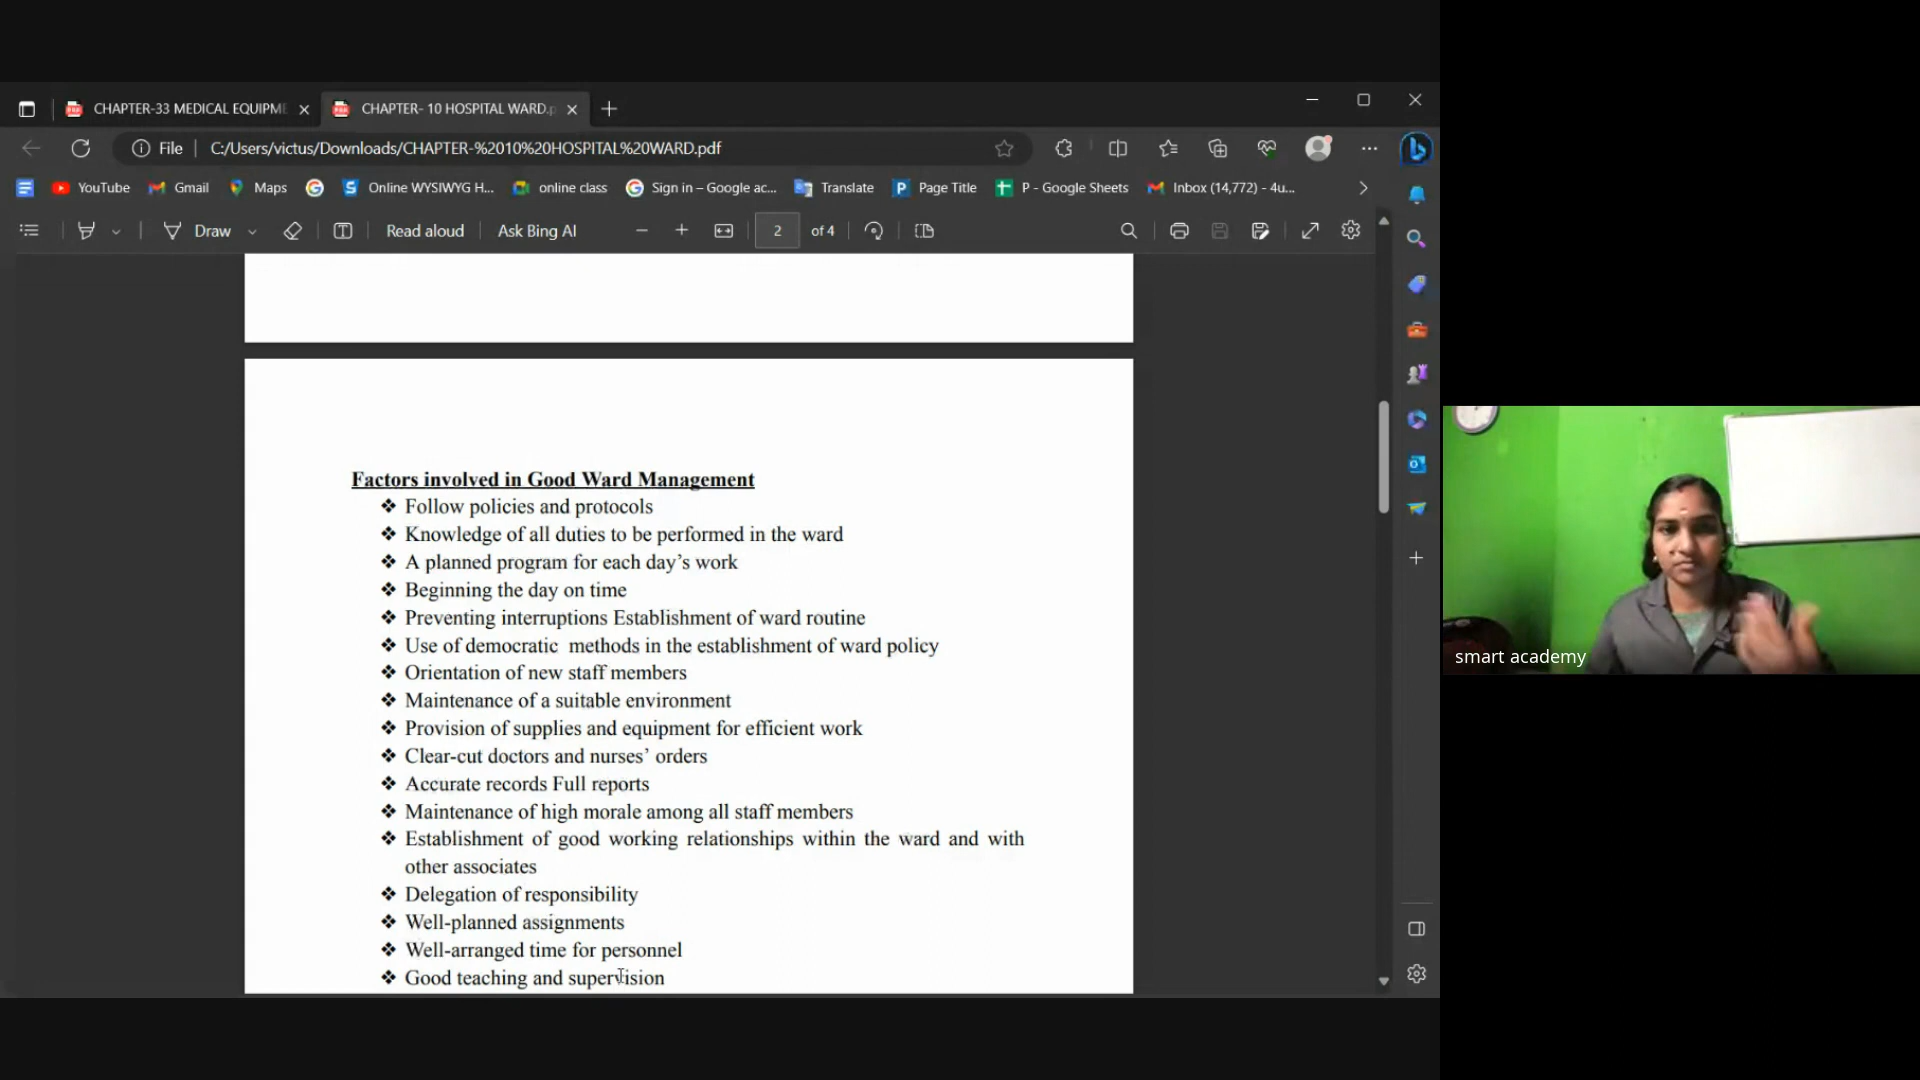 CHAPTER-33 MEDICAL EQUIPME
CHAPTER- 10 HOSPITAL WARD.p
File
C:/Users/victus/Downloads/CHAPTER-%2010%20HOSPITAL%20WARD.pdf
YouTube
Gmail
Maps
Online WYSIWYG H...
online class
Sign in – Google ac...
Translate
Page Title
P - Google Sheets
Inbox (14,772) - 4u...
Draw
Read aloud
Ask Bing AI
2
of 4
Factors involved in Good Ward Management
❖ Follow policies and protocols
❖ Knowledge of all duties to be performed in the ward
❖ A planned program for each day’s work
❖ Beginning the day on time
❖ Preventing interruptions Establishment of ward routine
❖ Use of democratic  methods in the establishment of ward policy
❖ Orientation of new staff members
❖ Maintenance of a suitable environment
❖ Provision of supplies and equipment for efficient work
❖ Clear-cut doctors and nurses’ orders
❖ Accurate records Full reports
❖ Maintenance of high morale among all staff members
❖ Establishment of good working relationships within the ward and with
other associates
❖ Delegation of responsibility
❖ Well-planned assignments
❖ Well-arranged time for personnel
❖ Good teaching and supervision
smart academy